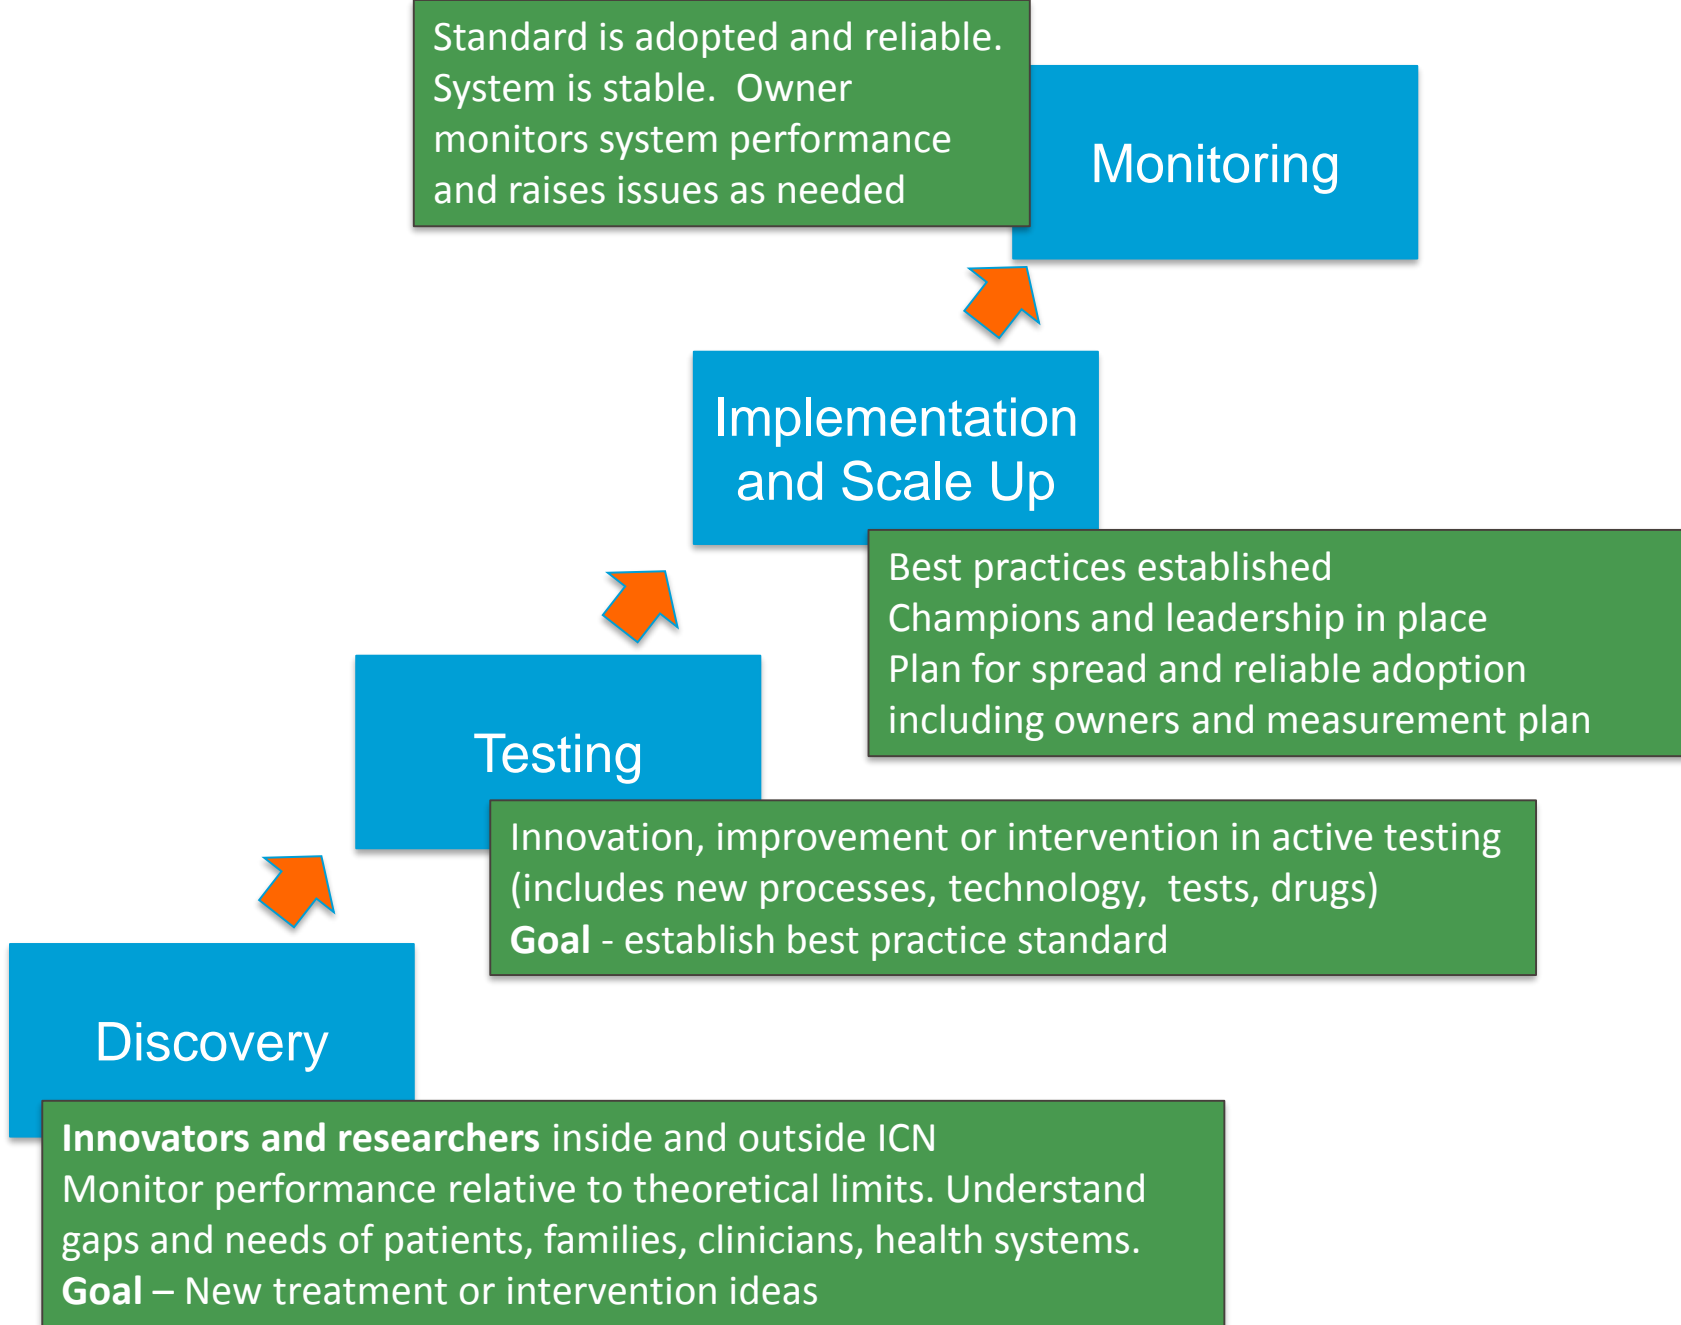 Standard is adopted and reliable.
System is stable.  Owner
monitors system performance
and raises issues as needed
Monitoring
Implementation
and Scale Up
Best practices established
Champions and leadership in place
Plan for spread and reliable adoption
including owners and measurement plan
Testing
Innovation, improvement or intervention in active testing
(includes new processes, technology,  tests, drugs)
Goal - establish best practice standard
Discovery
Innovators and researchers inside and outside ICN
Monitor performance relative to theoretical limits. Understand
gaps and needs of patients, families, clinicians, health systems.
Goal – New treatment or intervention ideas